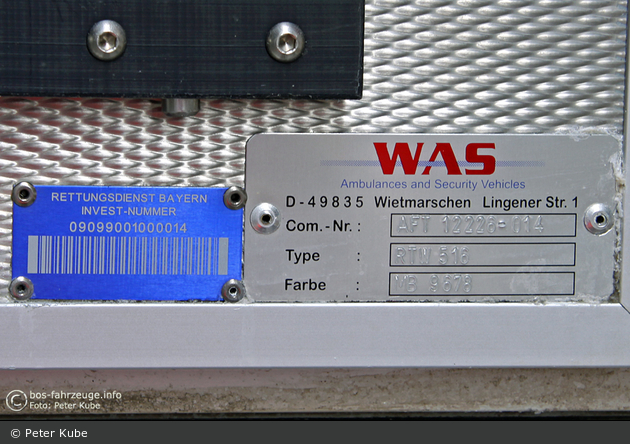 RETTUNGSDIENST BAYERN
INVEST-NUMMER
09099001000014
WAS
Ambulances and Security Vehicles
D-49835 Wietmarschen Lingener Str. 1
Com.-Nr.: AFT 12226-014
Type : RTW 516
Farbe : MB 9678
© bos-fahrzeuge.info
Foto: Peter Kube
© Peter Kube